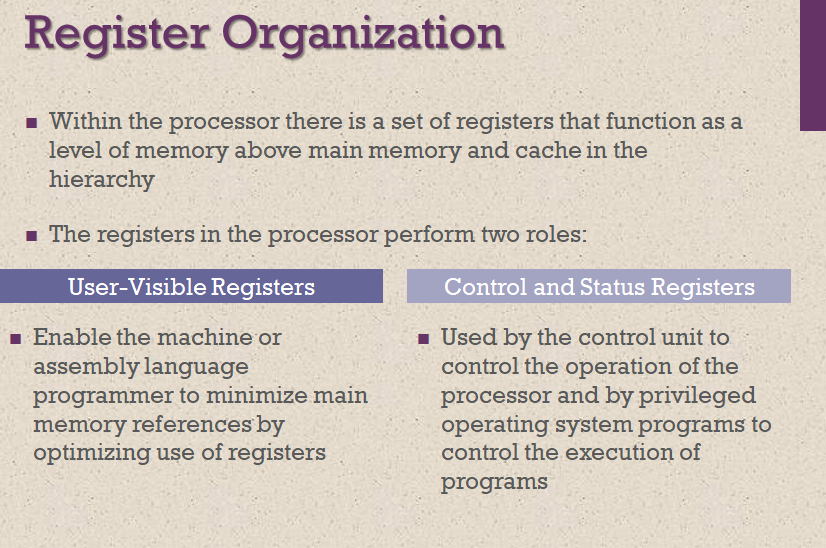 Register Organization
Within the processor there is a set of registers that function as a
level of memory above main memory and cache in the
hierarchy
The registers in the processor perform two roles:
User-Visible Registers
Enable the machine or
assembly language
programmer to minimize main
memory references by
optimizing use of registers
Control and Status Registers
Used by the control unit to
control the operation of the
processor and by privileged
operating system programs to
control the execution of
programs